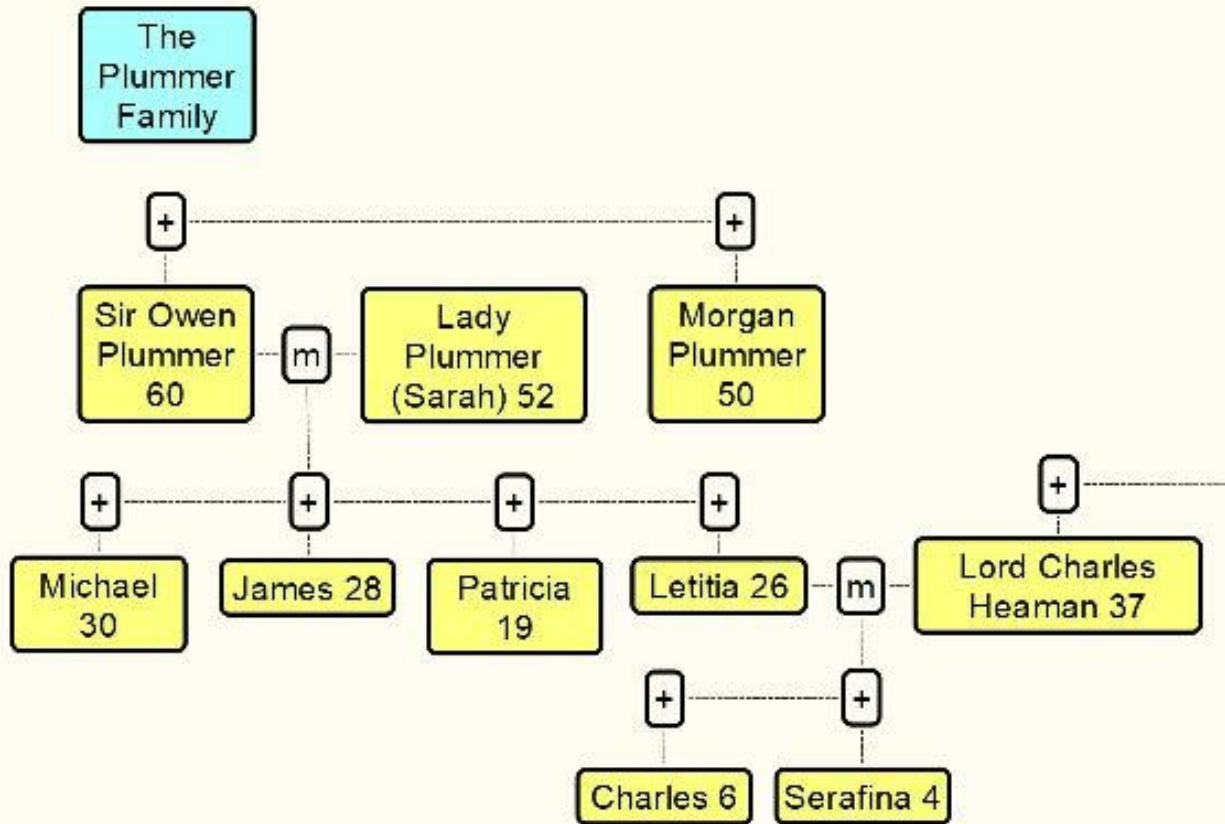 The
Plummer
Family
+
+
Sir Owen
Plummer
60
m
Lady
Plummer
(Sarah) 52
Morgan
Plummer
50
+
+
+
+
+
Michael
30
James 28
Patricia
19
Letitia 26
m
Lord Charles
Heaman 37
+
+
Charles 6
Serafina 4